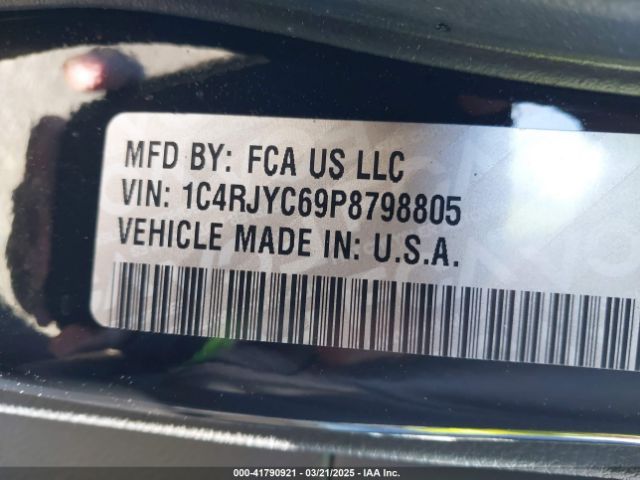 MFD BY: FCA US LLC
VIN: 1C4RJYC69P8798805
VEHICLE MADE IN: U.S.A.
000-41790921 - 03/21/2025 - IAA Inc.